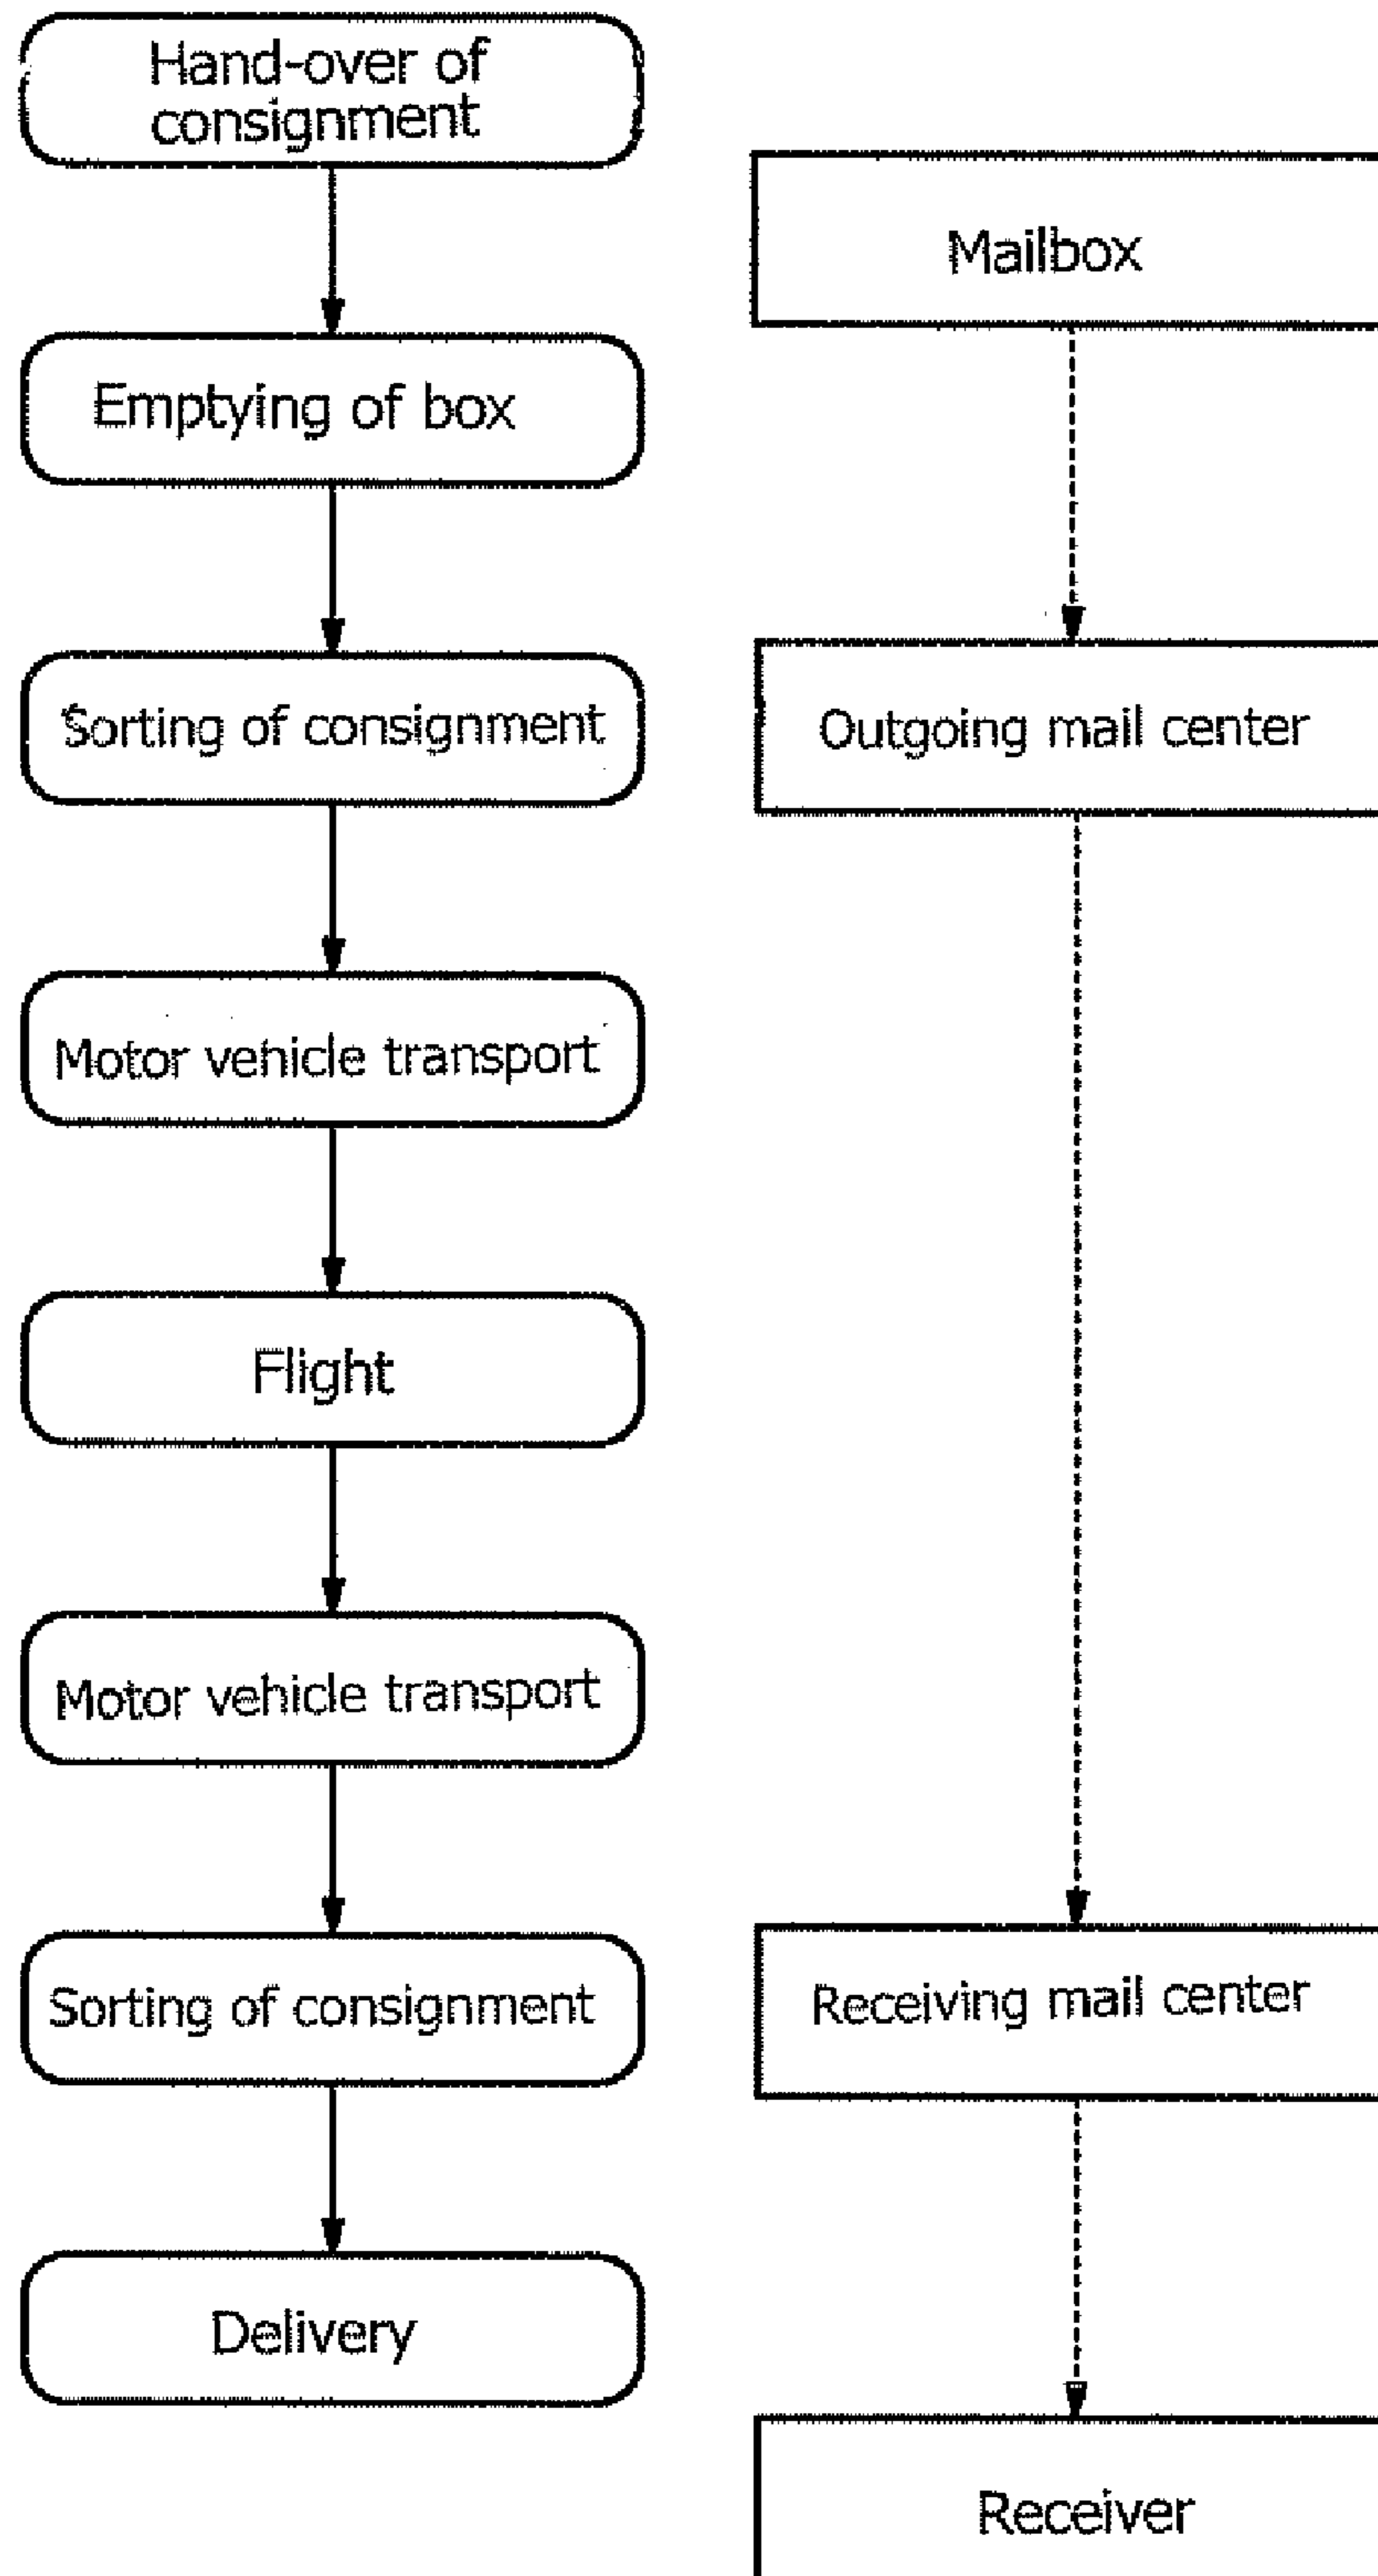 Hand-over of
consignment
Emptying of box
Sorting of consignment
Motor vehicle transport
Flight
Motor vehicle transport
Sorting of consignment
Delivery
Mailbox
Outgoing mail center
Receiving mail center
Receiver